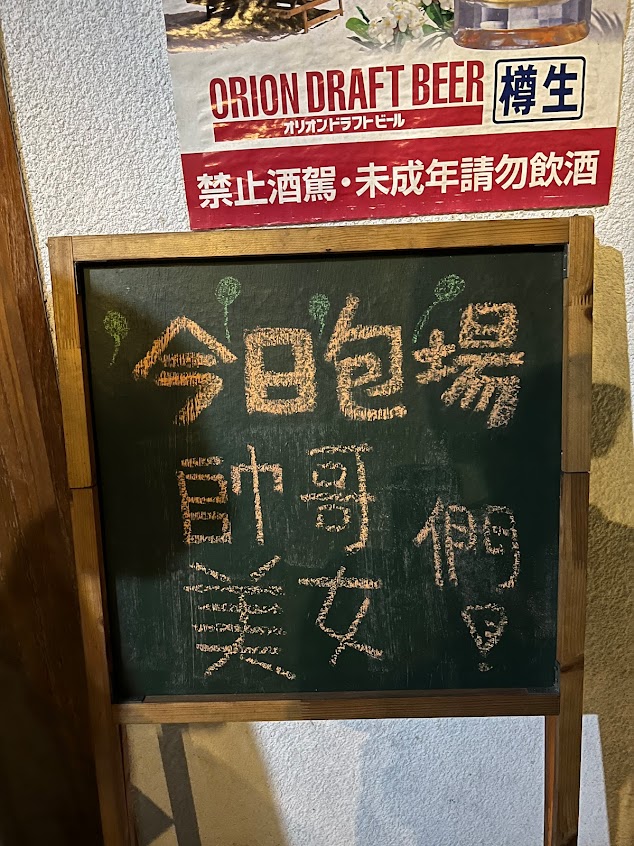 ORION DRAFT BEER 樽生
オリオンドラフトビール
禁止酒駕・未成年請勿飲酒
今日包場
帥哥
美女
們!